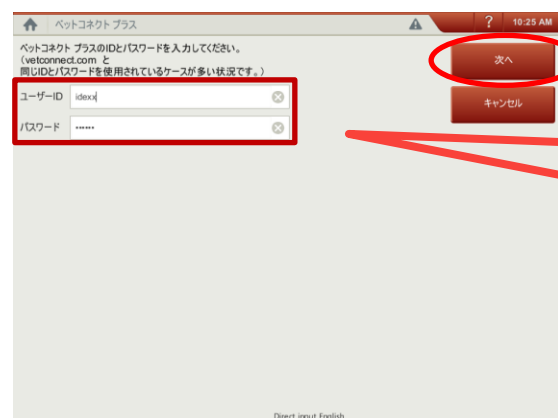 ベットコネクト プラス
? 10:25 AM
ベットコネクト プラスのIDとパスワードを入力してください。
(vetconnect.com と
同じIDとパスワードを使用されているケースが多い状況です。)
次へ
ユーザーID idexx
キャンセル
パスワード ••••••
Direct input English